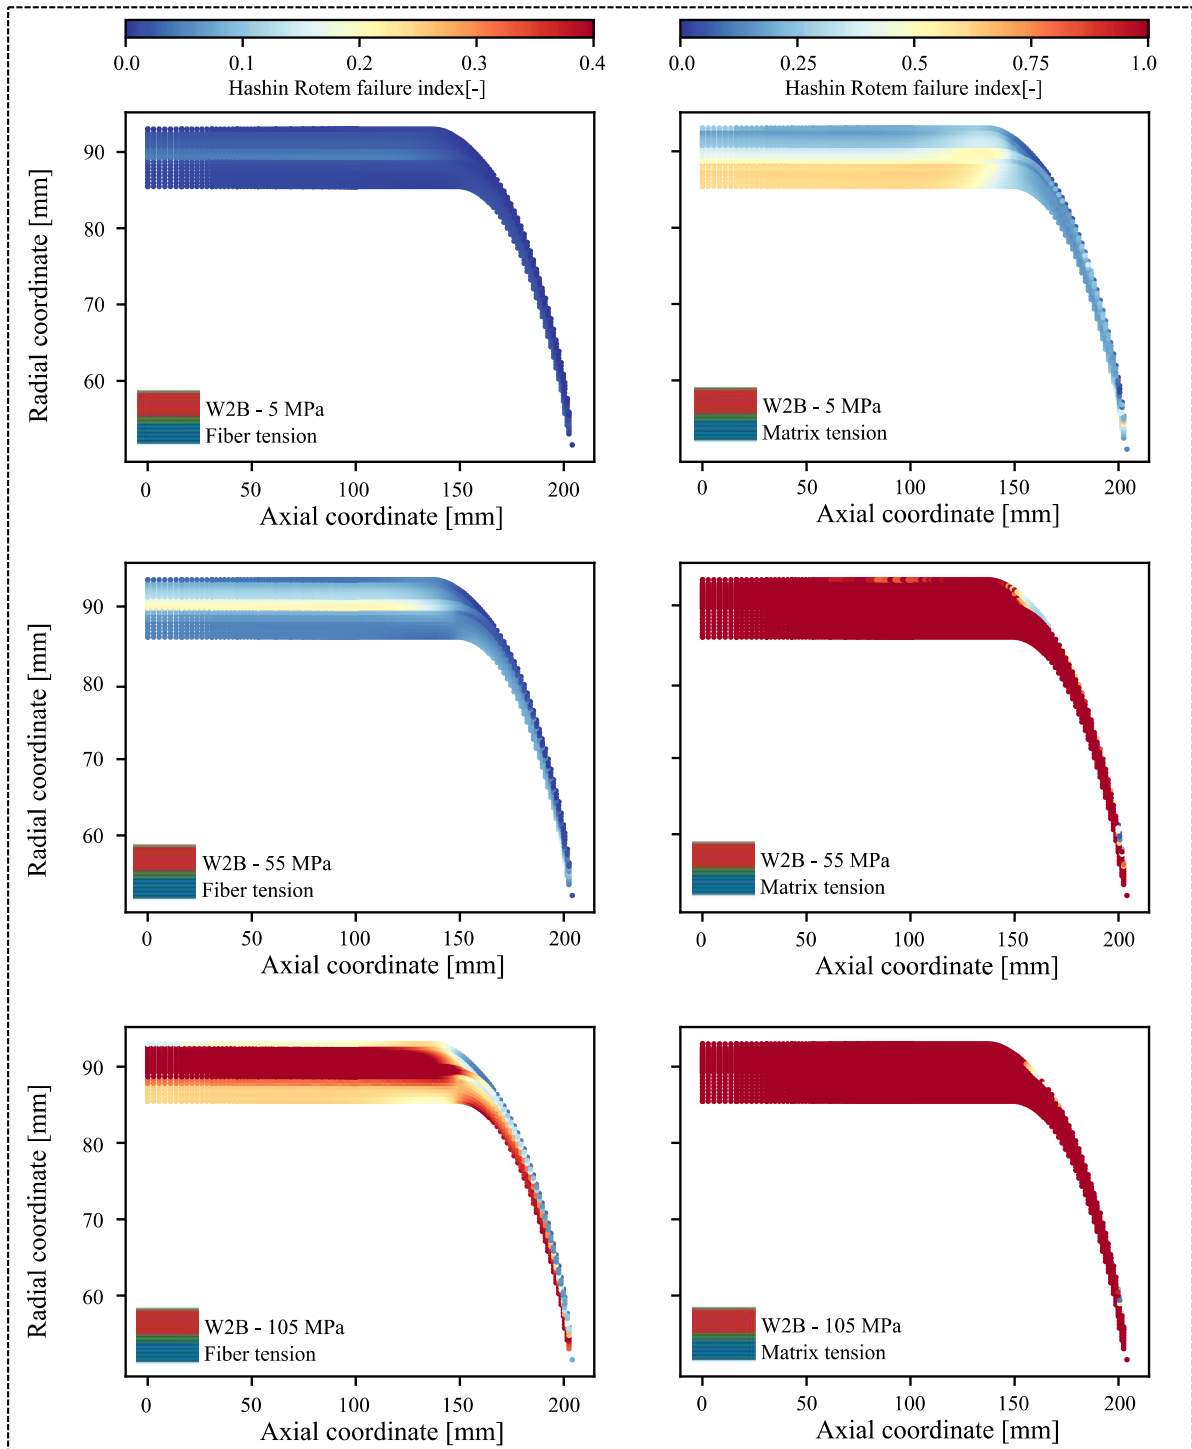 0.0 0.1 0.2 0.3 0.4
Hashin Rotem failure index[-]
0.0 0.25 0.5 0.75 1.0
Hashin Rotem failure index[-]
Radial coordinate [mm]
90
80
70
60
W2B - 5 MPa
Fiber tension
0 50 100 150 200
Axial coordinate [mm]
W2B - 5 MPa
Matrix tension
0 50 100 150 200
Axial coordinate [mm]
Radial coordinate [mm]
90
80
70
60
W2B - 55 MPa
Fiber tension
0 50 100 150 200
Axial coordinate [mm]
W2B - 55 MPa
Matrix tension
0 50 100 150 200
Axial coordinate [mm]
Radial coordinate [mm]
90
80
70
60
W2B - 105 MPa
Fiber tension
0 50 100 150 200
Axial coordinate [mm]
W2B - 105 MPa
Matrix tension
0 50 100 150 200
Axial coordinate [mm]